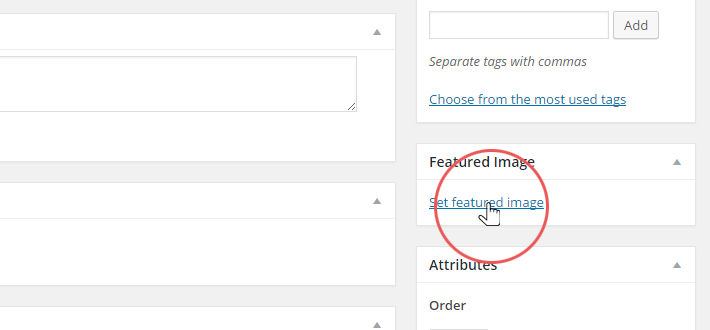 Add
Separate tags with commas
Choose from the most used tags
Featured Image
Set featured image
Attributes
Order